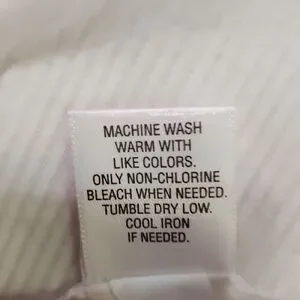 MACHINE WASH
WARM WITH
LIKE COLORS.
ONLY NON-CHLORINE
BLEACH WHEN NEEDED.
TUMBLE DRY LOW.
COOL IRON
IF NEEDED.